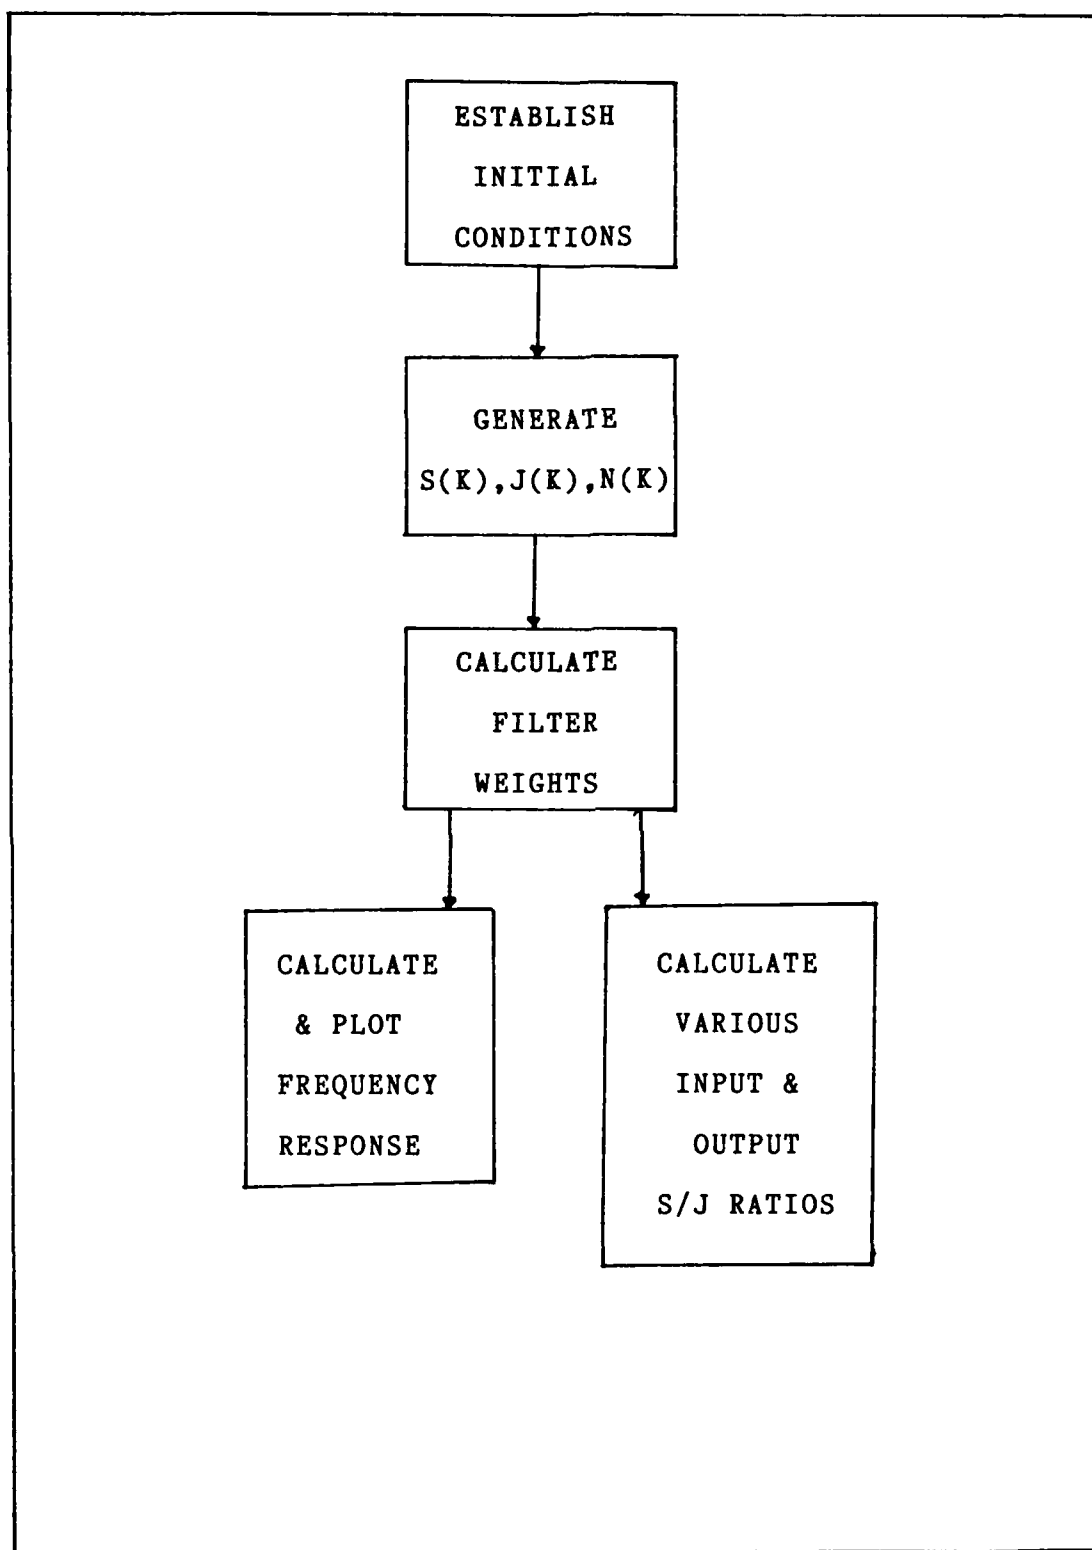 ESTABLISH
INITIAL
CONDITIONS
GENERATE
S(K),J(K),N(K)
CALCULATE
FILTER
WEIGHTS
CALCULATE
& PLOT
FREQUENCY
RESPONSE
CALCULATE
VARIOUS
INPUT &
OUTPUT
S/J RATIOS